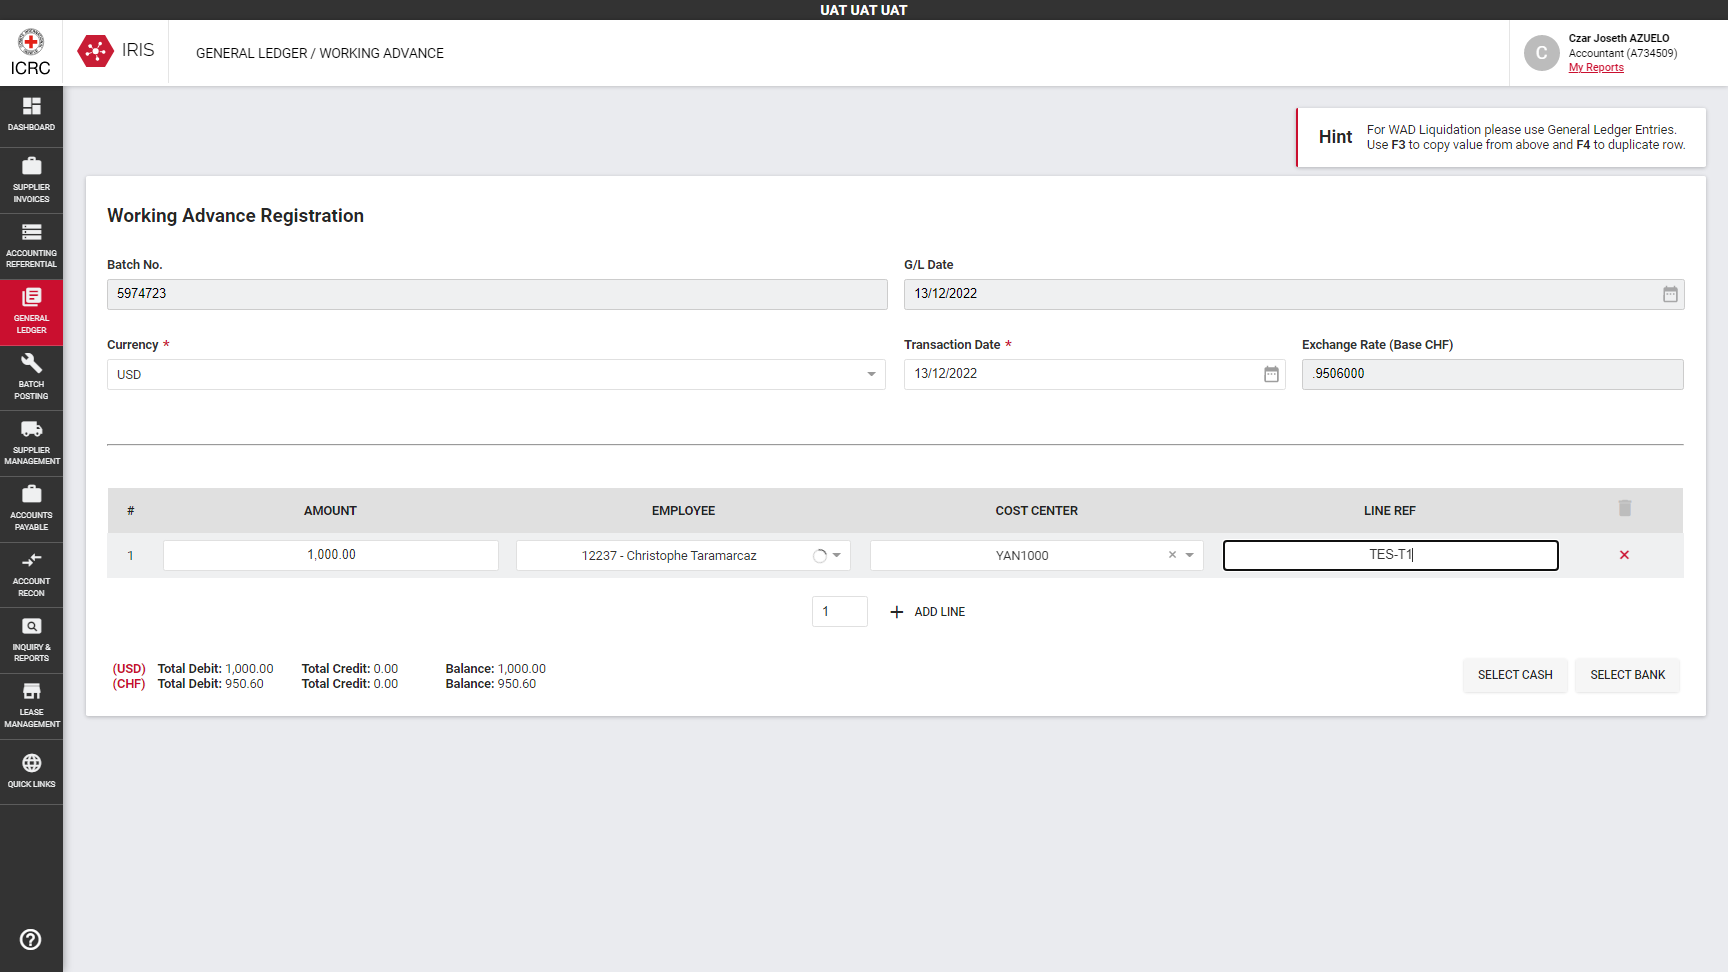 UAT UAT UAT
ICRC
IRIS
GENERAL LEDGER / WORKING ADVANCE
C
Czar Joseth AZUELO
Accountant (A734509)
My Reports
DASHBOARD
SUPPLIER
INVOICES
ACCOUNTING
REFERENTIAL
GENERAL
LEDGER
BATCH
POSTING
SUPPLIER
MANAGEMENT
ACCOUNTS
PAYABLE
ACCOUNT
RECON
INQUIRY &
REPORTS
LEASE
MANAGEMENT
QUICK LINKS
Hint
For WAD Liquidation please use General Ledger Entries.
Use F3 to copy value from above and F4 to duplicate row.
Working Advance Registration
Batch No.
5974723
G/L Date
13/12/2022
Currency *
USD
Transaction Date *
13/12/2022
Exchange Rate (Base CHF)
.9506000
# AMOUNT EMPLOYEE COST CENTER LINE REF
1 1,000.00 12237 - Christophe Taramarcaz YAN1000 × TES-T1 ×
1 + ADD LINE
(USD) Total Debit: 1,000.00 Total Credit: 0.00 Balance: 1,000.00
(CHF) Total Debit: 950.60 Total Credit: 0.00 Balance: 950.60
SELECT CASH SELECT BANK